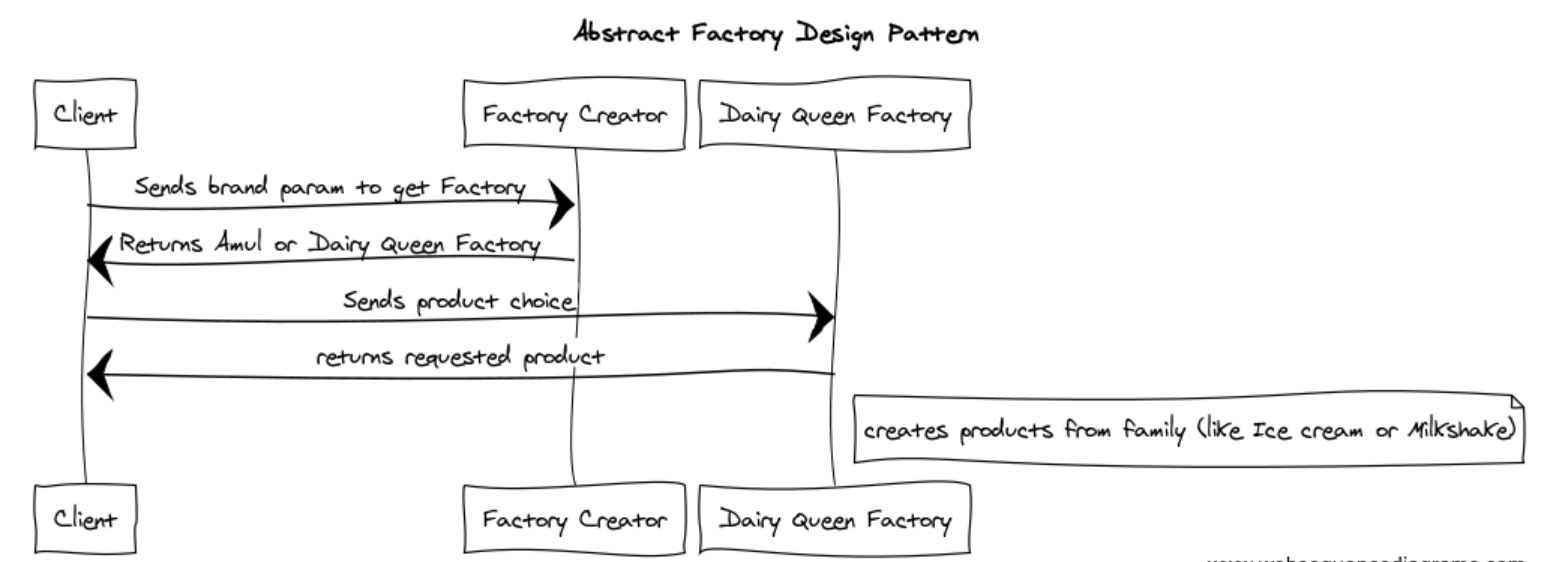 Abstract Factory Design Pattern
Client
Factory Creator
Dairy Queen Factory
Sends brand param to get Factory
Returns Amul or Dairy Queen Factory
Sends product choice
returns requested product
creates products from family (like Ice cream or Milkshake)
Client
Factory Creator
Dairy Queen Factory